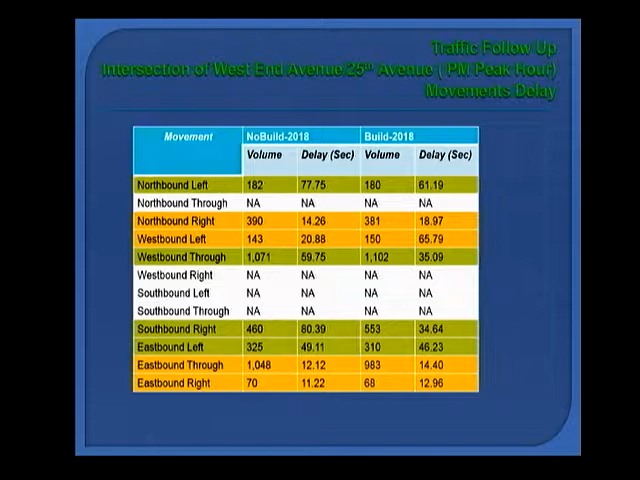 Traffic Follow Up
Intersection of West End Avenue/25th Avenue ( PM Peak Hour)
Movements Delay
Movement NoBuild-2018 Build-2018
Volume Delay (Sec) Volume Delay (Sec)
Northbound Left 182 77.75 180 61.19
Northbound Through NA NA NA NA
Northbound Right 390 14.26 381 18.97
Westbound Left 143 20.88 150 65.79
Westbound Through 1,071 59.75 1,102 35.09
Westbound Right NA NA NA NA
Southbound Left NA NA NA NA
Southbound Through NA NA NA NA
Southbound Right 460 80.39 553 34.64
Eastbound Left 325 49.11 310 46.23
Eastbound Through 1,048 12.12 983 14.40
Eastbound Right 70 11.22 68 12.96